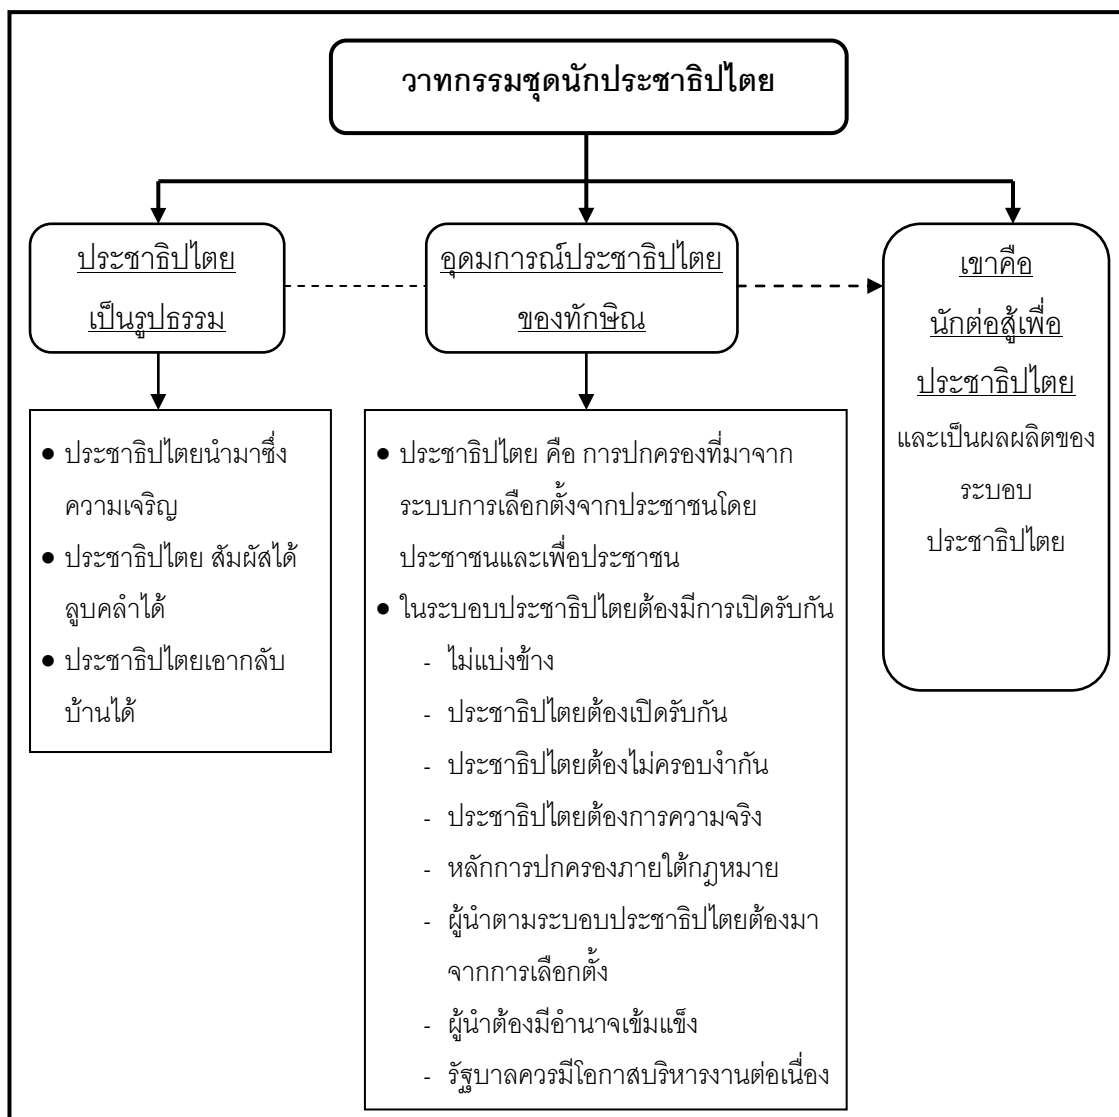 วาทกรรมชุดนักประชาธิปไตย
ประชาธิปไตย
เป็นรูปธรรม
อุดมการณ์ประชาธิปไตย
ของทักษิณ
เขาคือ
นักต่อสู้เพื่อ
ประชาธิปไตย
และเป็นผลผลิตของ
ระบอบ
ประชาธิปไตย
• ประชาธิปไตยนำมาซึ่ง
ความเจริญ
• ประชาธิปไตย สัมผัสได้
ลูบคลำได้
• ประชาธิปไตยเอากลับ
บ้านได้
• ประชาธิปไตย คือ การปกครองที่มาจาก
ระบบการเลือกตั้งจากประชาชนโดย
ประชาชนและเพื่อประชาชน
• ในระบอบประชาธิปไตยต้องมีการเปิดรับกัน
- ไม่แบ่งข้าง
- ประชาธิปไตยต้องเปิดรับกัน
- ประชาธิปไตยต้องไม่ครอบงำกัน
- ประชาธิปไตยต้องการความจริง
- หลักการปกครองภายใต้กฎหมาย
- ผู้นำตามระบอบประชาธิปไตยต้องมา
จากการเลือกตั้ง
- ผู้นำต้องมีอำนาจเข้มแข็ง
- รัฐบาลควรมีโอกาสบริหารงานต่อเนื่อง